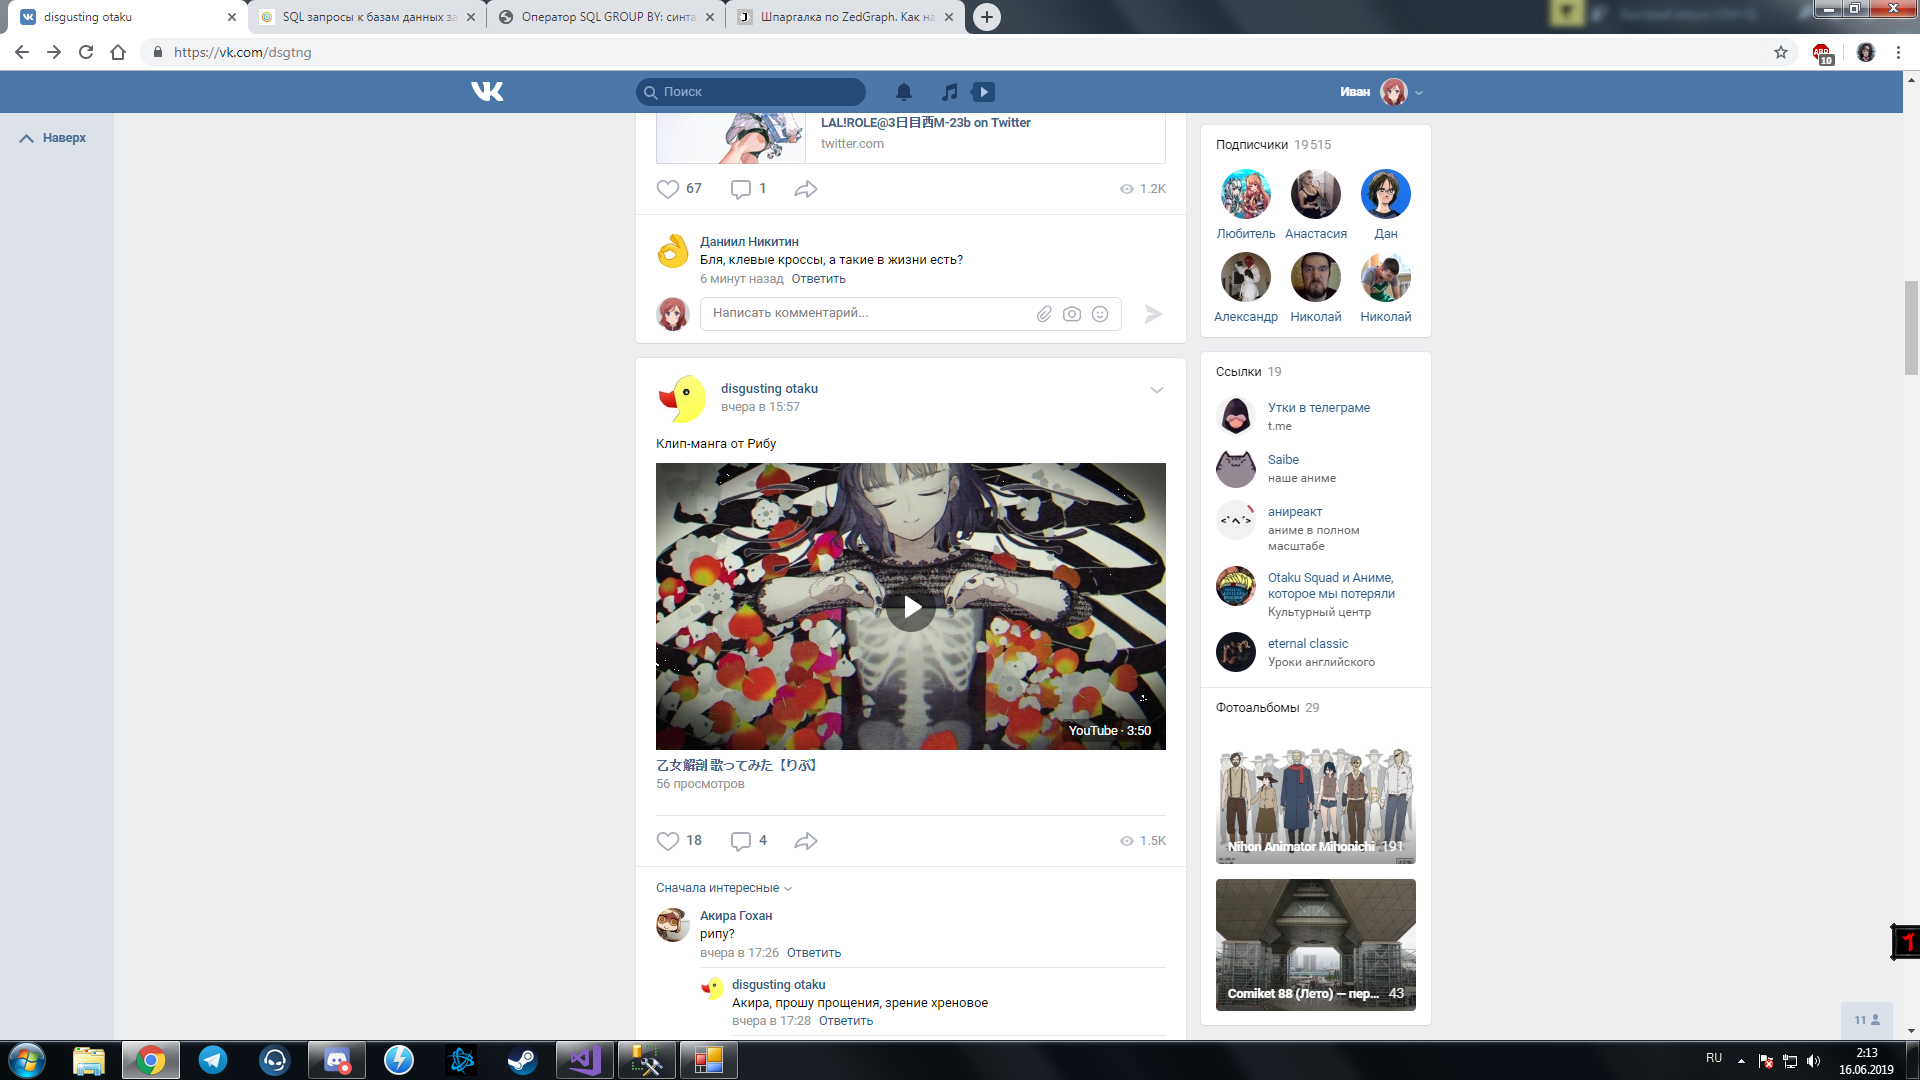 disgusting otaku
SQL запросы к базам данных за
Оператор SQL GROUP BY: синта
Шпаргалка по ZedGraph. Как на
https://vk.com/dsgtng
ABP
10
Поиск
Иван
Наверх
LAL!ROLE@3日目西M-23b on Twitter
twitter.com
67
1
1.2K
Даниил Никитин
Бля, клевые кроссы, а такие в жизни есть?
6 минут назад Ответить
Написать комментарий...
disgusting otaku
вчера в 15:57
Клип-манга от Рибу
YouTube · 3:50
乙女解剖 歌ってみた【りぶ】
56 просмотров
18
4
1.5K
Сначала интересные
Акира Гохан
рипу?
вчера в 17:26 Ответить
disgusting otaku
Акира, прошу прощения, зрение хреновое
вчера в 17:28 Ответить
Подписчики 19 515
Любитель Анастасия Дан
Александр Николай Николай
Ссылки 19
Утки в телеграме
t.me
Saibe
наше аниме
аниреакт
аниме в полном
масштабе
Otaku Squad и Аниме,
которое мы потеряли
Культурный центр
eternal classic
Уроки английского
Фотоальбомы 29
Nihon Animator Mihonichi 191
Comiket 88 (Лето) — пер... 43
11
RU
2:13
16.06.2019